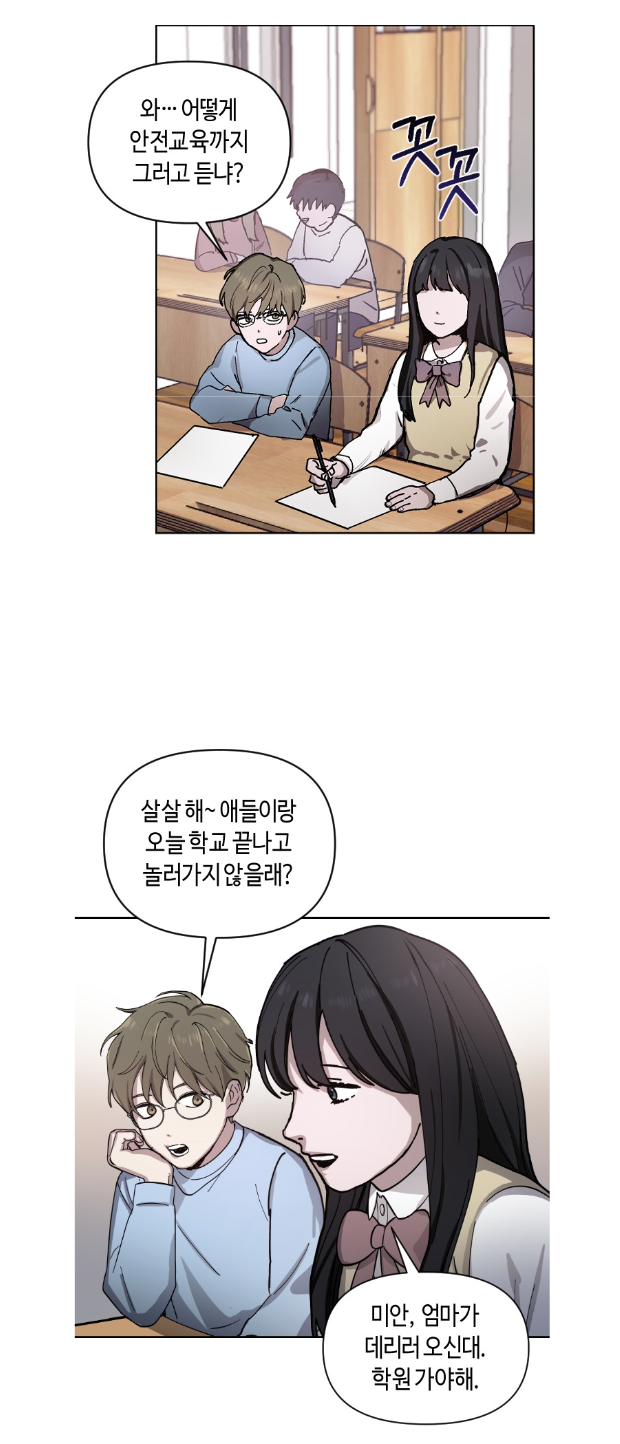 와… 어떻게
안전교육까지
그러고 듣냐?
꼿
꼿
살살 해~ 애들이랑
오늘 학교 끝나고
놀러가지 않을래?
미안, 엄마가
데리러 오신대.
학원 가야해.